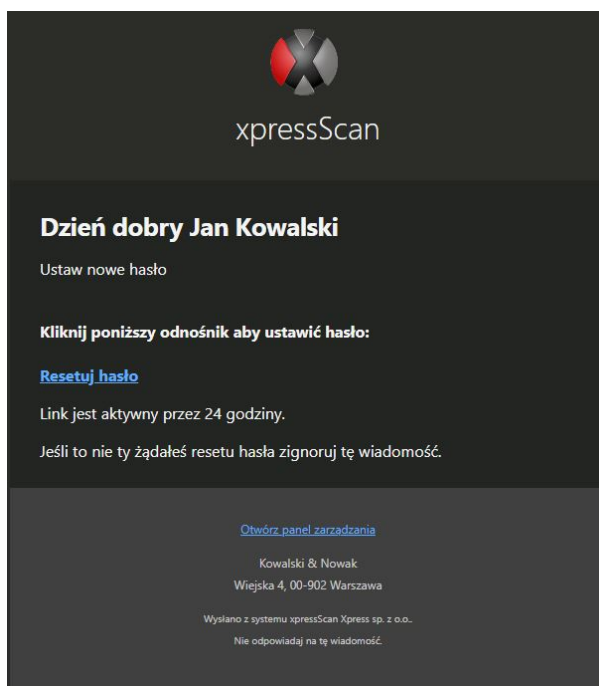 xpressScan
Dzień dobry Jan Kowalski
Ustaw nowe hasło
Kliknij poniższy odnośnik aby ustawić hasło:
Resetuj hasło
Link jest aktywny przez 24 godziny.
Jeśli to nie ty żądałeś resetu hasła zignoruj tę wiadomość.
Otwórz panel zarzadzania
Kowalski & Nowak
Wiejska 4, 00-902 Warszawa
Wysłano z systemu xpressScan Xpress sp. z o.o..
Nie odpowiadaj na tę wiadomość.